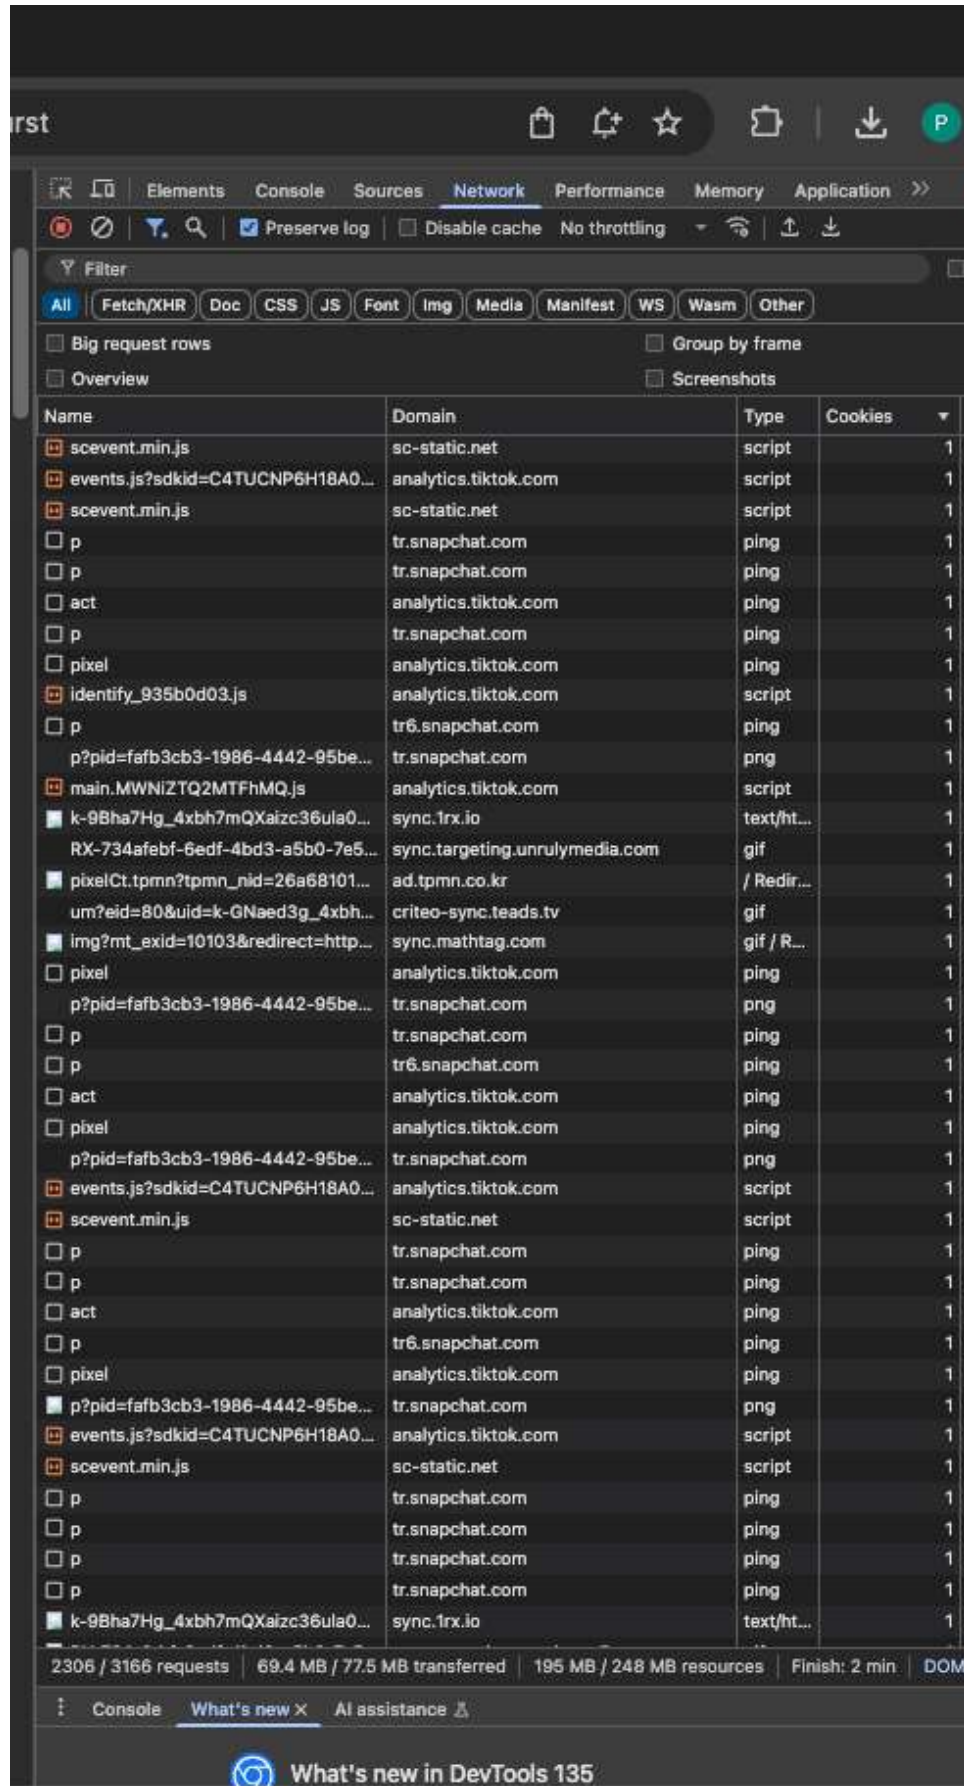 irst
P
Elements Console Sources Network Performance Memory Application
Preserve log Disable cache No throttling
Filter
All Fetch/XHR Doc CSS JS Font Img Media Manifest WS Wasm Other
Big request rows Group by frame
Overview Screenshots
Name Domain Type Cookies
scevent.min.js sc-static.net script 1
events.js?sdkid=C4TUCNP6H18A0... analytics.tiktok.com script 1
scevent.min.js sc-static.net script 1
p tr.snapchat.com ping 1
p tr.snapchat.com ping 1
act analytics.tiktok.com ping 1
p tr.snapchat.com ping 1
pixel analytics.tiktok.com ping 1
identify_935b0d03.js analytics.tiktok.com script 1
p tr6.snapchat.com ping 1
p?pid=fafb3cb3-1986-4442-95be... tr.snapchat.com png 1
main.MWNiZTQ2MTFhMQ.js analytics.tiktok.com script 1
k-9Bha7Hg_4xbh7mQXaizc36ula0... sync.1rx.io text/ht... 1
RX-734afebf-6edf-4bd3-a5b0-7e5... sync.targeting.unrulymedia.com gif 1
pixelCt.tpmn?tpmn_nid=26a68101... ad.tpmn.co.kr / Redir... 1
um?eid=80&uid=k-GNaed3g_4xbh... criteo-sync.teads.tv gif 1
img?mt_exid=10103&redirect=http... sync.mathtag.com gif / R... 1
pixel analytics.tiktok.com ping 1
p?pid=fafb3cb3-1986-4442-95be... tr.snapchat.com png 1
p tr.snapchat.com ping 1
p tr6.snapchat.com ping 1
act analytics.tiktok.com ping 1
pixel analytics.tiktok.com ping 1
p?pid=fafb3cb3-1986-4442-95be... tr.snapchat.com png 1
events.js?sdkid=C4TUCNP6H18A0... analytics.tiktok.com script 1
scevent.min.js sc-static.net script 1
p tr.snapchat.com ping 1
p tr.snapchat.com ping 1
act analytics.tiktok.com ping 1
p tr6.snapchat.com ping 1
pixel analytics.tiktok.com ping 1
p?pid=fafb3cb3-1986-4442-95be... tr.snapchat.com png 1
events.js?sdkid=C4TUCNP6H18A0... analytics.tiktok.com script 1
scevent.min.js sc-static.net script 1
p tr.snapchat.com ping 1
p tr.snapchat.com ping 1
p tr.snapchat.com ping 1
p tr.snapchat.com ping 1
k-9Bha7Hg_4xbh7mQXaizc36ula0... sync.1rx.io text/ht... 1
2306 / 3166 requests 69.4 MB / 77.5 MB transferred 195 MB / 248 MB resources Finish: 2 min DOM
Console What's new × AI assistance
What's new in DevTools 135